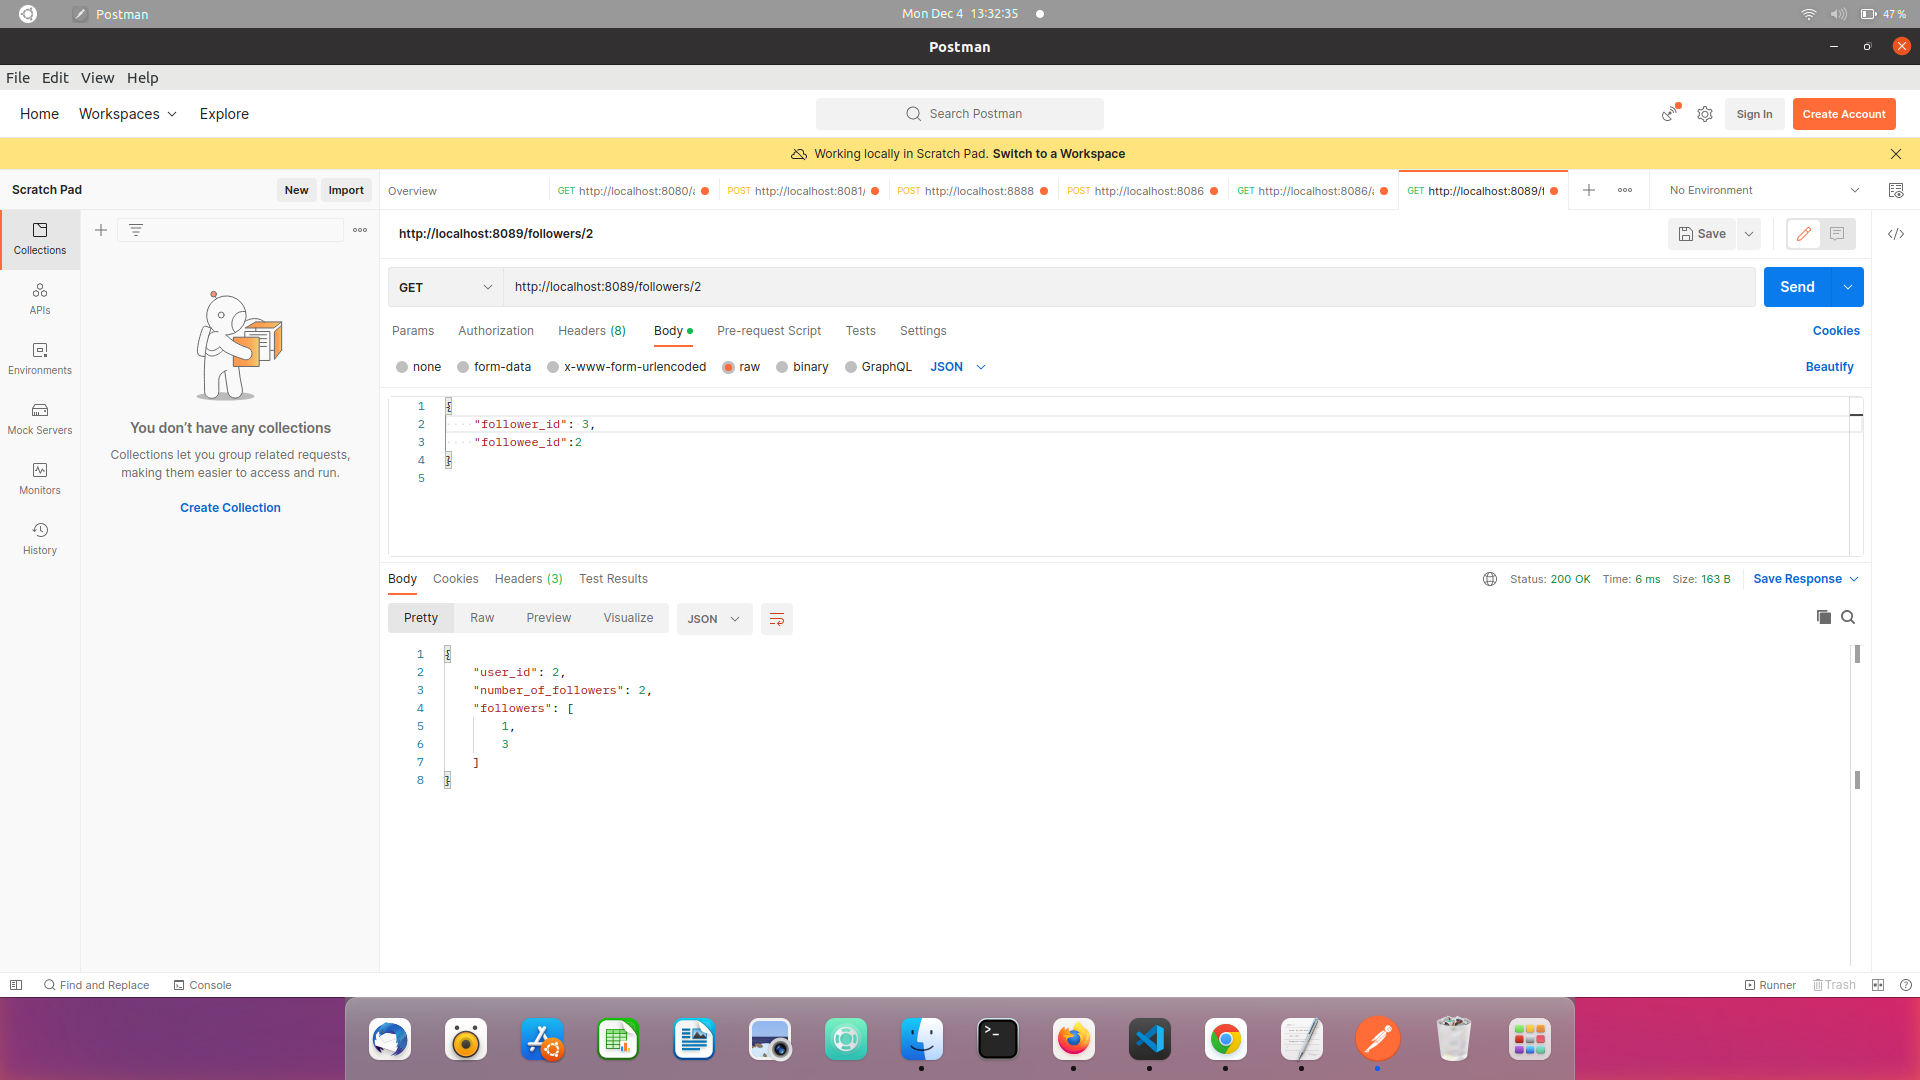 Postman
Mon Dec 4 13:32:35
47 %
Postman
File Edit View Help
Home Workspaces Explore
Search Postman
Sign In
Create Account
Working locally in Scratch Pad. Switch to a Workspace
Scratch Pad
New
Import
Overview
GET http://localhost:8080/
POST http://localhost:8081/
POST http://localhost:8888
POST http://localhost:8086
GET http://localhost:8086/
GET http://localhost:8089/f
No Environment
Collections
APIs
Environments
Mock Servers
Monitors
History
You don't have any collections
Collections let you group related requests,
making them easier to access and run.
Create Collection
http://localhost:8089/followers/2
Save
GET http://localhost:8089/followers/2
Send
Params Authorization Headers (8) Body Pre-request Script Tests Settings
Cookies
none form-data x-www-form-urlencoded raw binary GraphQL JSON
Beautify
1 {
2 "follower_id": 3,
3 "followee_id":2
4 }
5
Body Cookies Headers (3) Test Results
Status: 200 OK Time: 6 ms Size: 163 B Save Response
Pretty Raw Preview Visualize JSON
1 {
2 "user_id": 2,
3 "number_of_followers": 2,
4 "followers": [
5 1,
6 3
7 ]
8 }
Find and Replace Console
Runner Trash